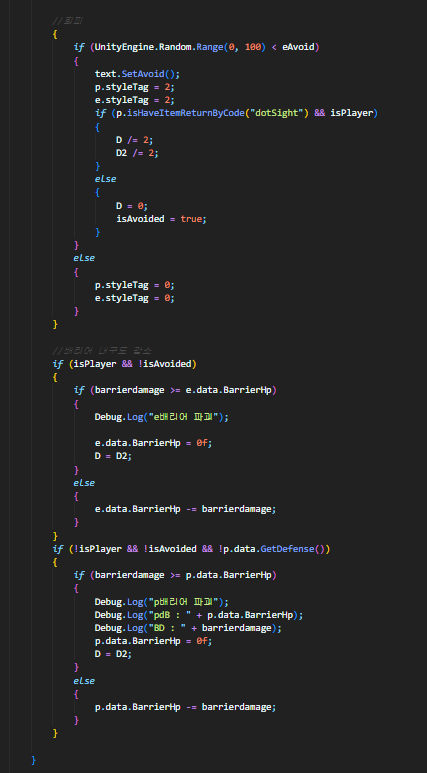 //회피
{
if (UnityEngine.Random.Range(0, 100) < eAvoid)
{
text.SetAvoid();
p.styleTag = 2;
e.styleTag = 2;
if (p.isHaveItemReturnByCode("dotSight") && isPlayer)
{
D /= 2;
D2 /= 2;
}
else
{
D = 0;
isAvoided = true;
}
}
else
{
p.styleTag = 0;
e.styleTag = 0;
}
}
//배리어 내구도 감소
if (isPlayer && !isAvoided)
{
if (barrierdamage >= e.data.BarrierHp)
{
Debug.Log("e배리어 파괴");
e.data.BarrierHp = 0f;
D = D2;
}
else
{
e.data.BarrierHp -= barrierdamage;
}
}
if (!isPlayer && !isAvoided && !p.data.GetDefense())
{
if (barrierdamage >= p.data.BarrierHp)
{
Debug.Log("p배리어 파괴");
Debug.Log("pdB : " + p.data.BarrierHp);
Debug.Log("BD : " + barrierdamage);
p.data.BarrierHp = 0f;
D = D2;
}
else
{
p.data.BarrierHp -= barrierdamage;
}
}
}